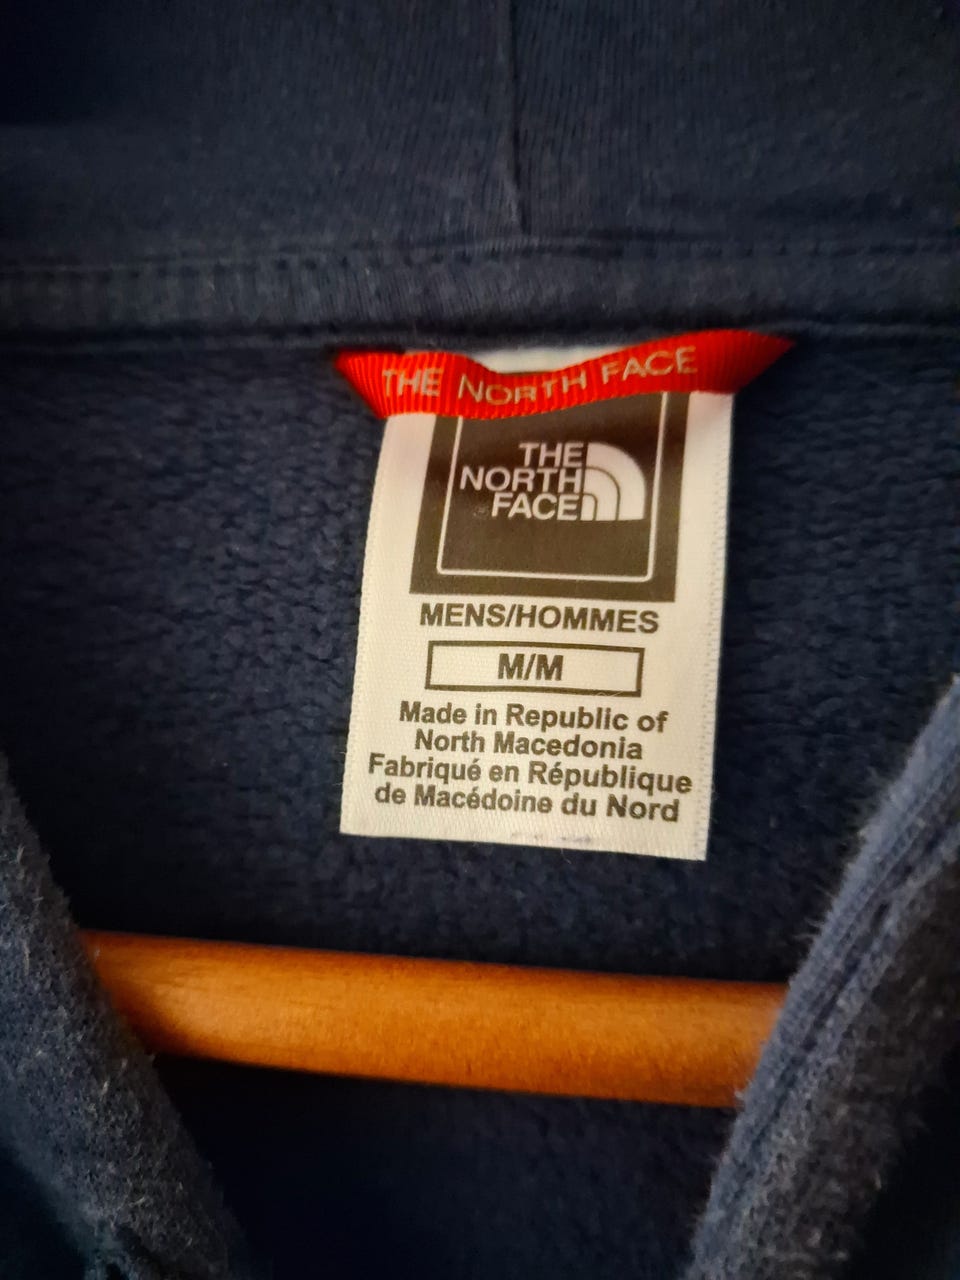 THE NORTH FACE
THE
NORTH
FACE
MENS/HOMMES
M/M
Made in Republic of
North Macedonia
Fabriqué en République
de Macédoine du Nord